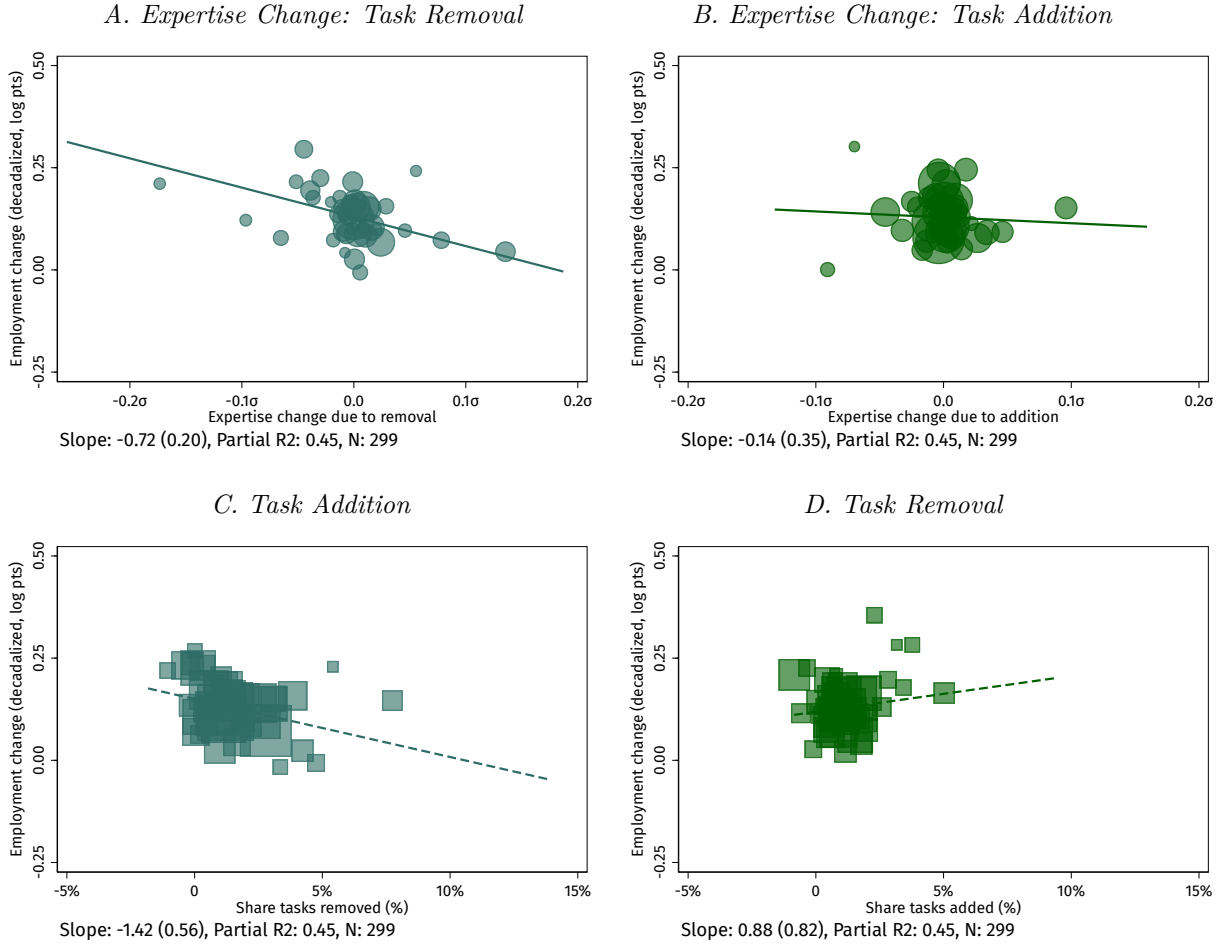 A. Expertise Change: Task Removal
Employment change (decadalized, log pts)
0.50
0.25
0.00
-0.25
-0.2σ
-0.1σ
0.0
0.1σ
0.2σ
Expertise change due to removal
Slope: -0.72 (0.20), Partial R2: 0.45, N: 299
B. Expertise Change: Task Addition
Employment change (decadalized, log pts)
0.50
0.25
0.00
-0.25
-0.2σ
-0.1σ
0.0
0.1σ
0.2σ
Expertise change due to addition
Slope: -0.14 (0.35), Partial R2: 0.45, N: 299
C. Task Addition
Employment change (decadalized, log pts)
0.50
0.25
0.00
-0.25
-5%
0
5%
10%
15%
Share tasks removed (%)
Slope: -1.42 (0.56), Partial R2: 0.45, N: 299
D. Task Removal
Employment change (decadalized, log pts)
0.50
0.25
0.00
-0.25
-5%
0
5%
10%
15%
Share tasks added (%)
Slope: 0.88 (0.82), Partial R2: 0.45, N: 299